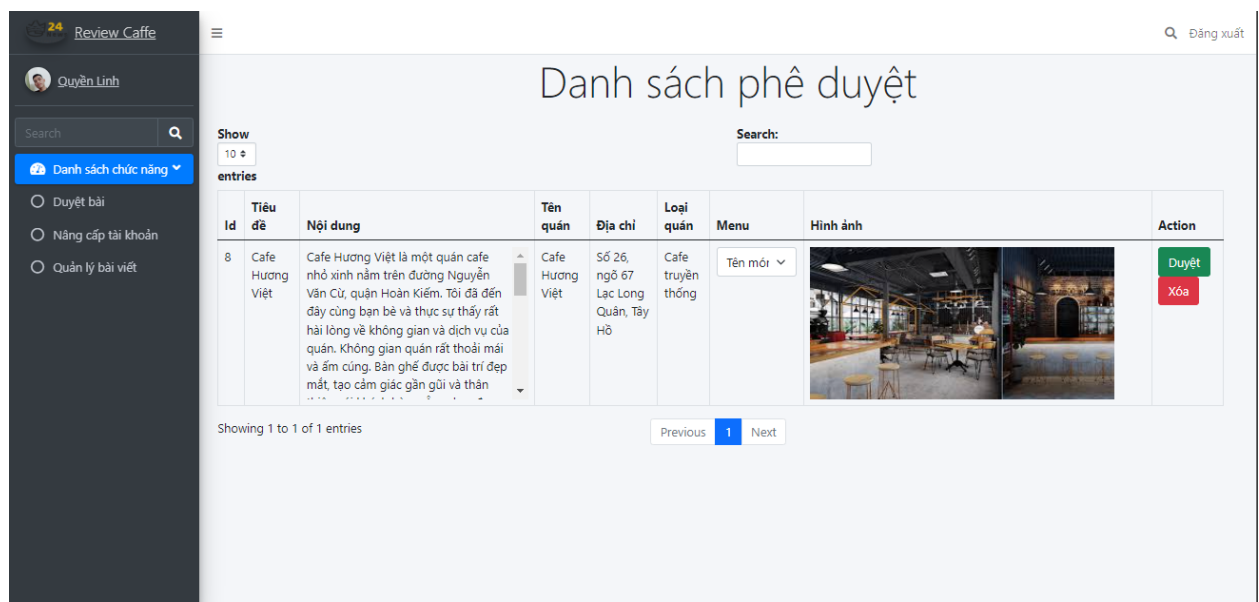 24
Review Caffe
Đăng xuất
Quyền Linh
Danh sách phê duyệt
Search
Danh sách chức năng
Duyệt bài
Nâng cấp tài khoản
Quản lý bài viết
Show
10
entries
Search:
Id
Tiêu
đề
Nội dung
Tên
quán
Địa chỉ
Loại
quán
Menu
Hình ảnh
Action
8
Cafe
Hương
Việt
Cafe Hương Việt là một quán cafe
nhỏ xinh nằm trên đường Nguyễn
Văn Cừ, quận Hoàn Kiếm. Tôi đã đến
đây cùng bạn bè và thực sự thấy rất
hài lòng về không gian và dịch vụ của
quán. Không gian quán rất thoải mái
và ấm cúng. Bàn ghế được bài trí đẹp
mắt, tạo cảm giác gần gũi và thân
Cafe
Hương
Việt
Số 26,
ngõ 67
Lạc Long
Quân, Tây
Hồ
Cafe
truyền
thống
Tên mór
Duyệt
Xóa
Showing 1 to 1 of 1 entries
Previous 1 Next